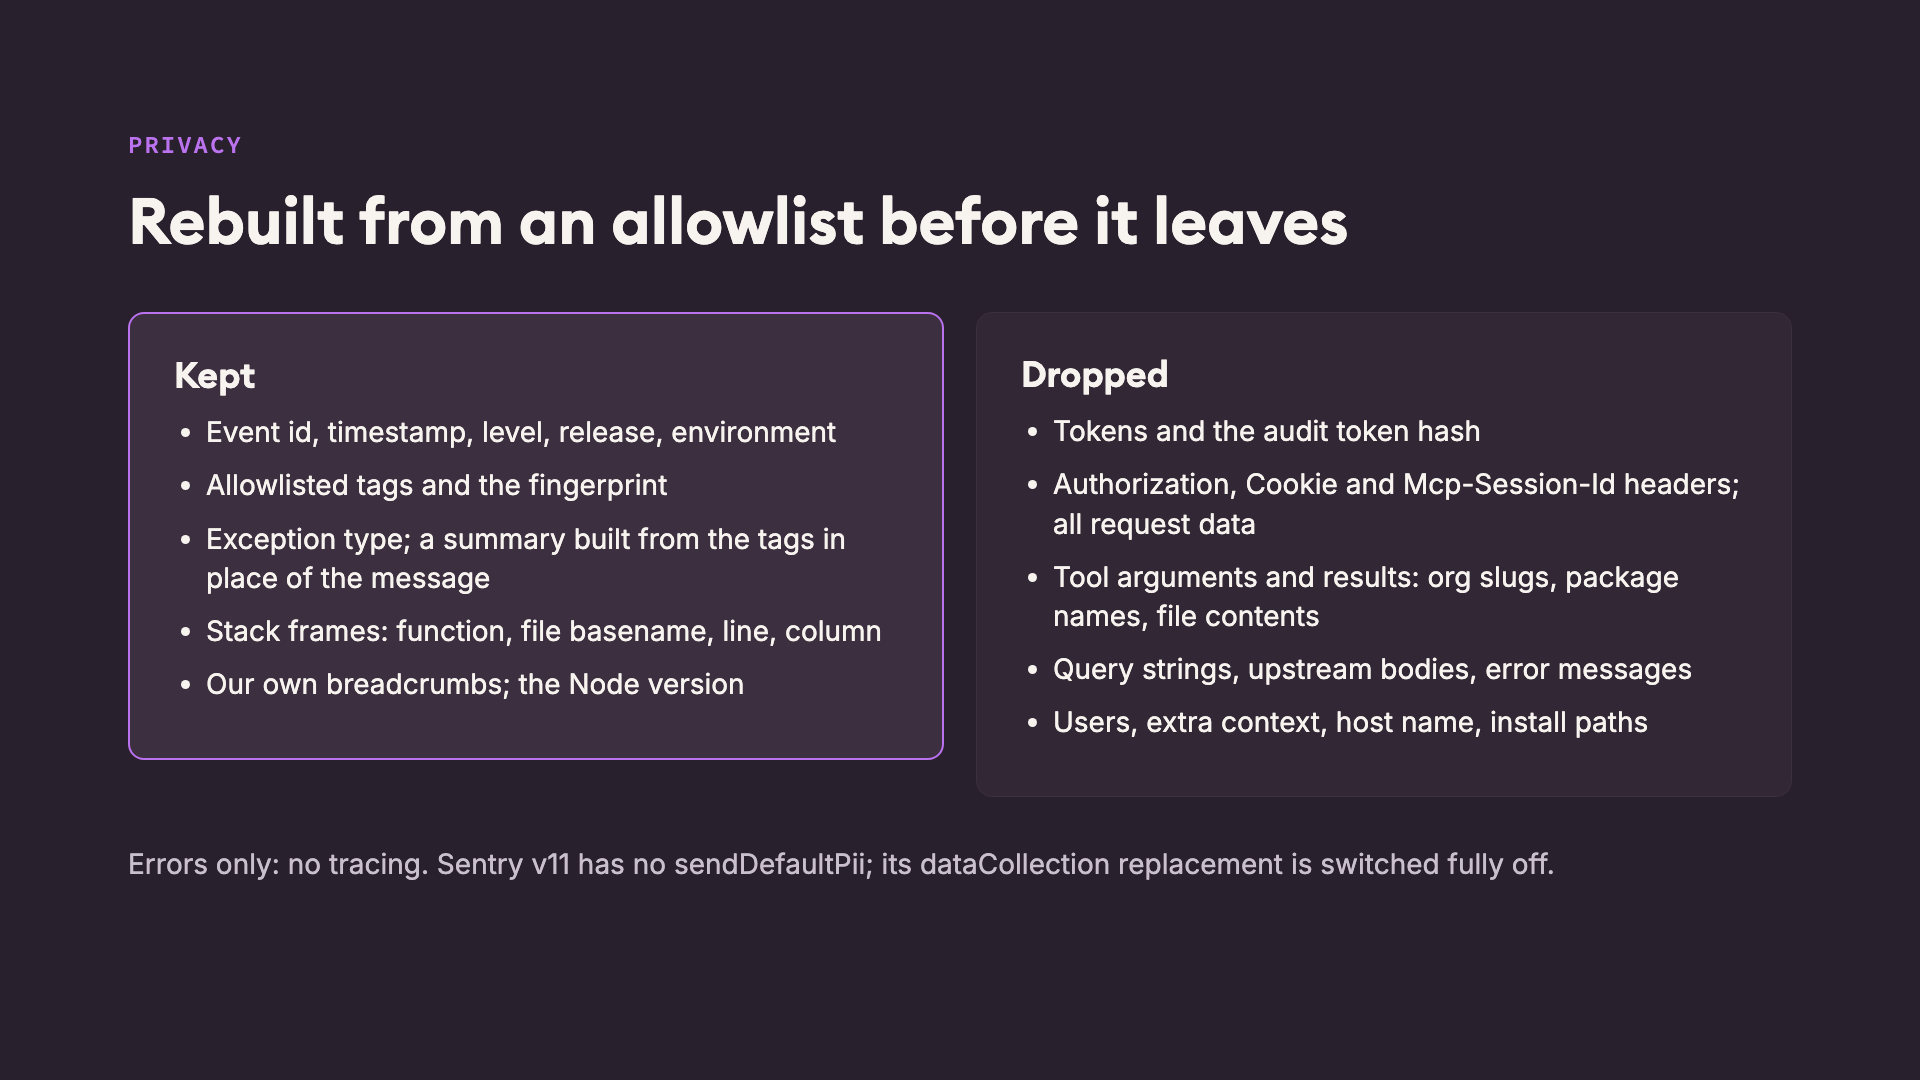 PRIVACY
Rebuilt from an allowlist before it leaves
Kept
• Event id, timestamp, level, release, environment
• Allowlisted tags and the fingerprint
• Exception type; a summary built from the tags in
place of the message
• Stack frames: function, file basename, line, column
• Our own breadcrumbs; the Node version
Dropped
• Tokens and the audit token hash
• Authorization, Cookie and Mcp-Session-Id headers;
all request data
• Tool arguments and results: org slugs, package
names, file contents
• Query strings, upstream bodies, error messages
• Users, extra context, host name, install paths
Errors only: no tracing. Sentry v11 has no sendDefaultPii; its dataCollection replacement is switched fully off.